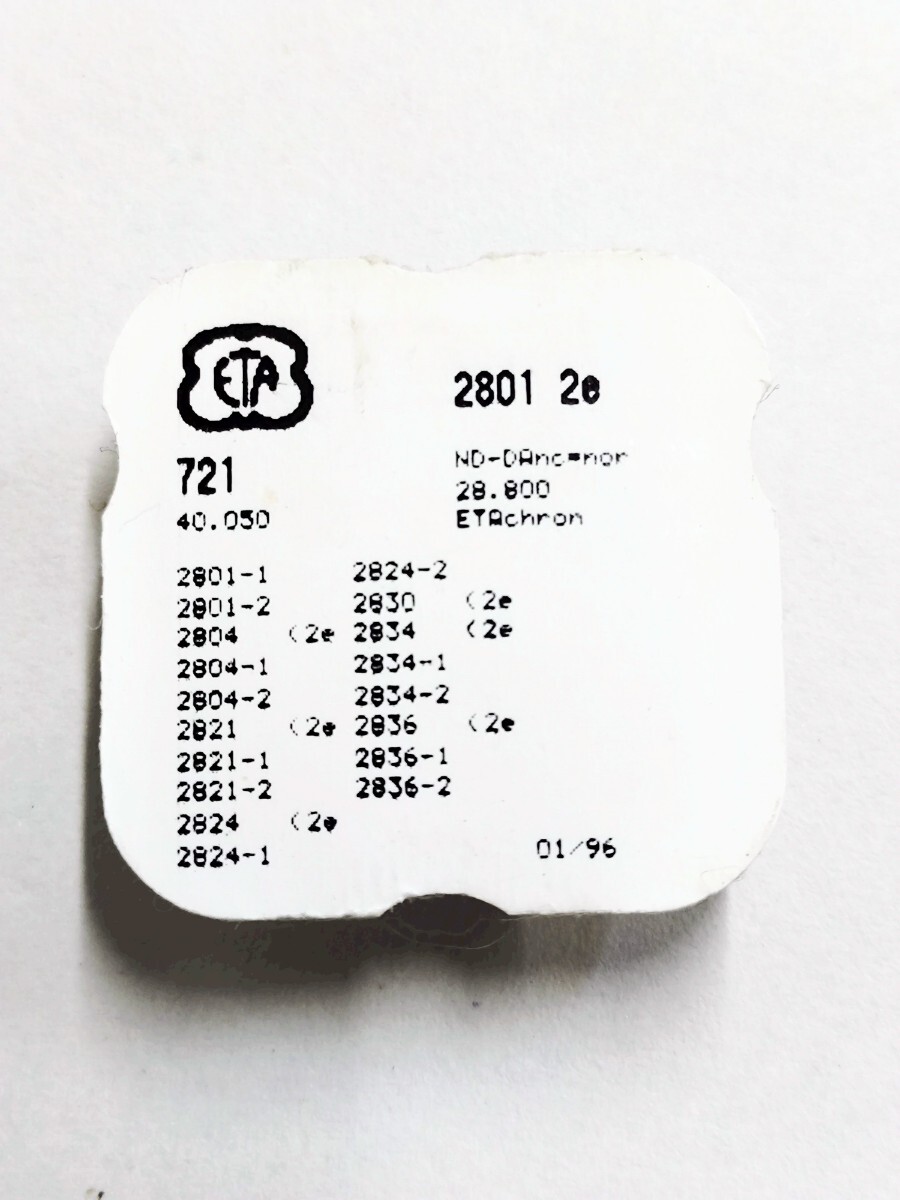 ETA
2801 2e
721
ND-DAnc=nor
40.050
28.800
ETAchron
2801-1
2801-2
2804 (2e
2804-1
2804-2
2821 (2e
2821-1
2821-2
2824 (2e
2824-1
2824-2
2830 (2e
2834 (2e
2834-1
2834-2
2836 (2e
2836-1
2836-2
01/96